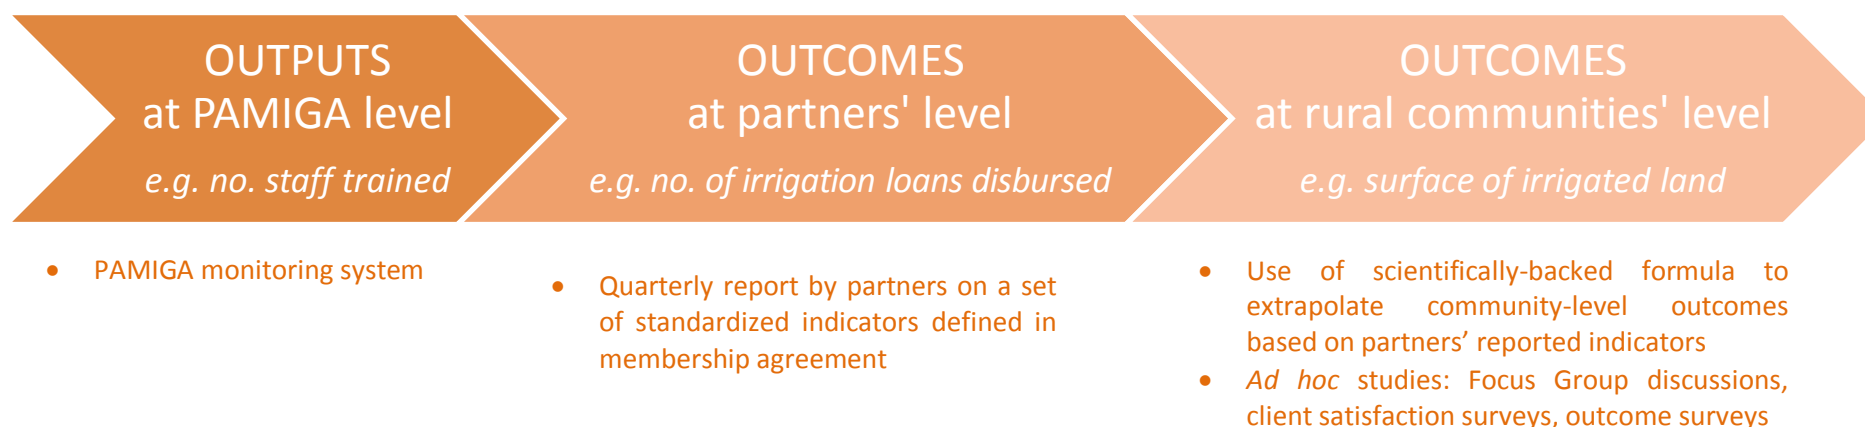 OUTPUTS
at PAMIGA level
e.g. no. staff trained
OUTCOMES
at partners' level
e.g. no. of irrigation loans disbursed
OUTCOMES
at rural communities' level
e.g. surface of irrigated land
• PAMIGA monitoring system
• Quarterly report by partners on a set
of standardized indicators defined in
membership agreement
• Use of scientifically-backed formula to
extrapolate community-level outcomes
based on partners’ reported indicators
• Ad hoc studies: Focus Group discussions,
client satisfaction surveys, outcome surveys